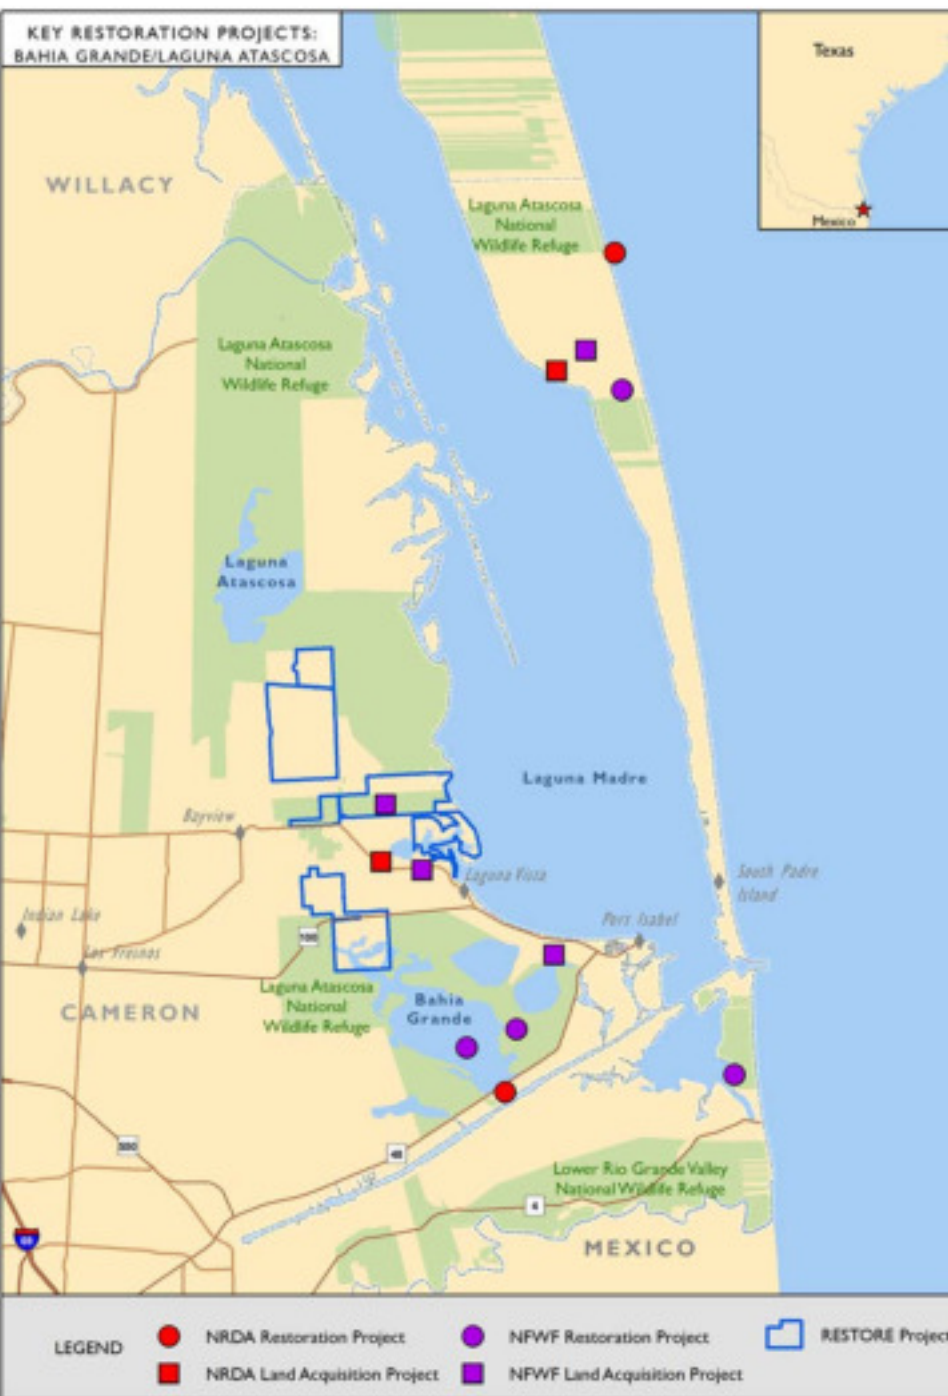 KEY RESTORATION PROJECTS:
BAHIA GRANDE/LAGUNA ATASCOSA
Texas
Mexico
WILLACY
Laguna Atascosa
National
Wildlife Refuge
Laguna Atascosa
National
Wildlife Refuge
Laguna
Atascosa
Laguna Madre
Bayview
Laguna Vista
South Padre
Island
Port Isabel
Indian Lake
Los Fresnos
100
Laguna Atascosa
National
Wildlife Refuge
Bahia
Grande
CAMERON
48
Lower Rio Grande Valley
National Wildlife Refuge
4
MEXICO
LEGEND
NRDA Restoration Project
NFWF Restoration Project
RESTORE Project
NRDA Land Acquisition Project
NFWF Land Acquisition Project